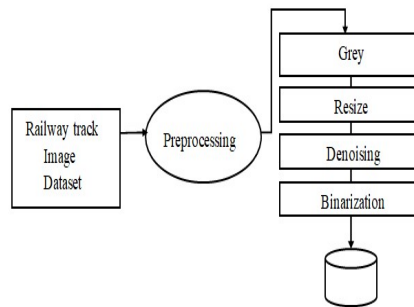 Railway track
Image
Dataset
Preprocessing
Grey
Resize
Denoising
Binarization